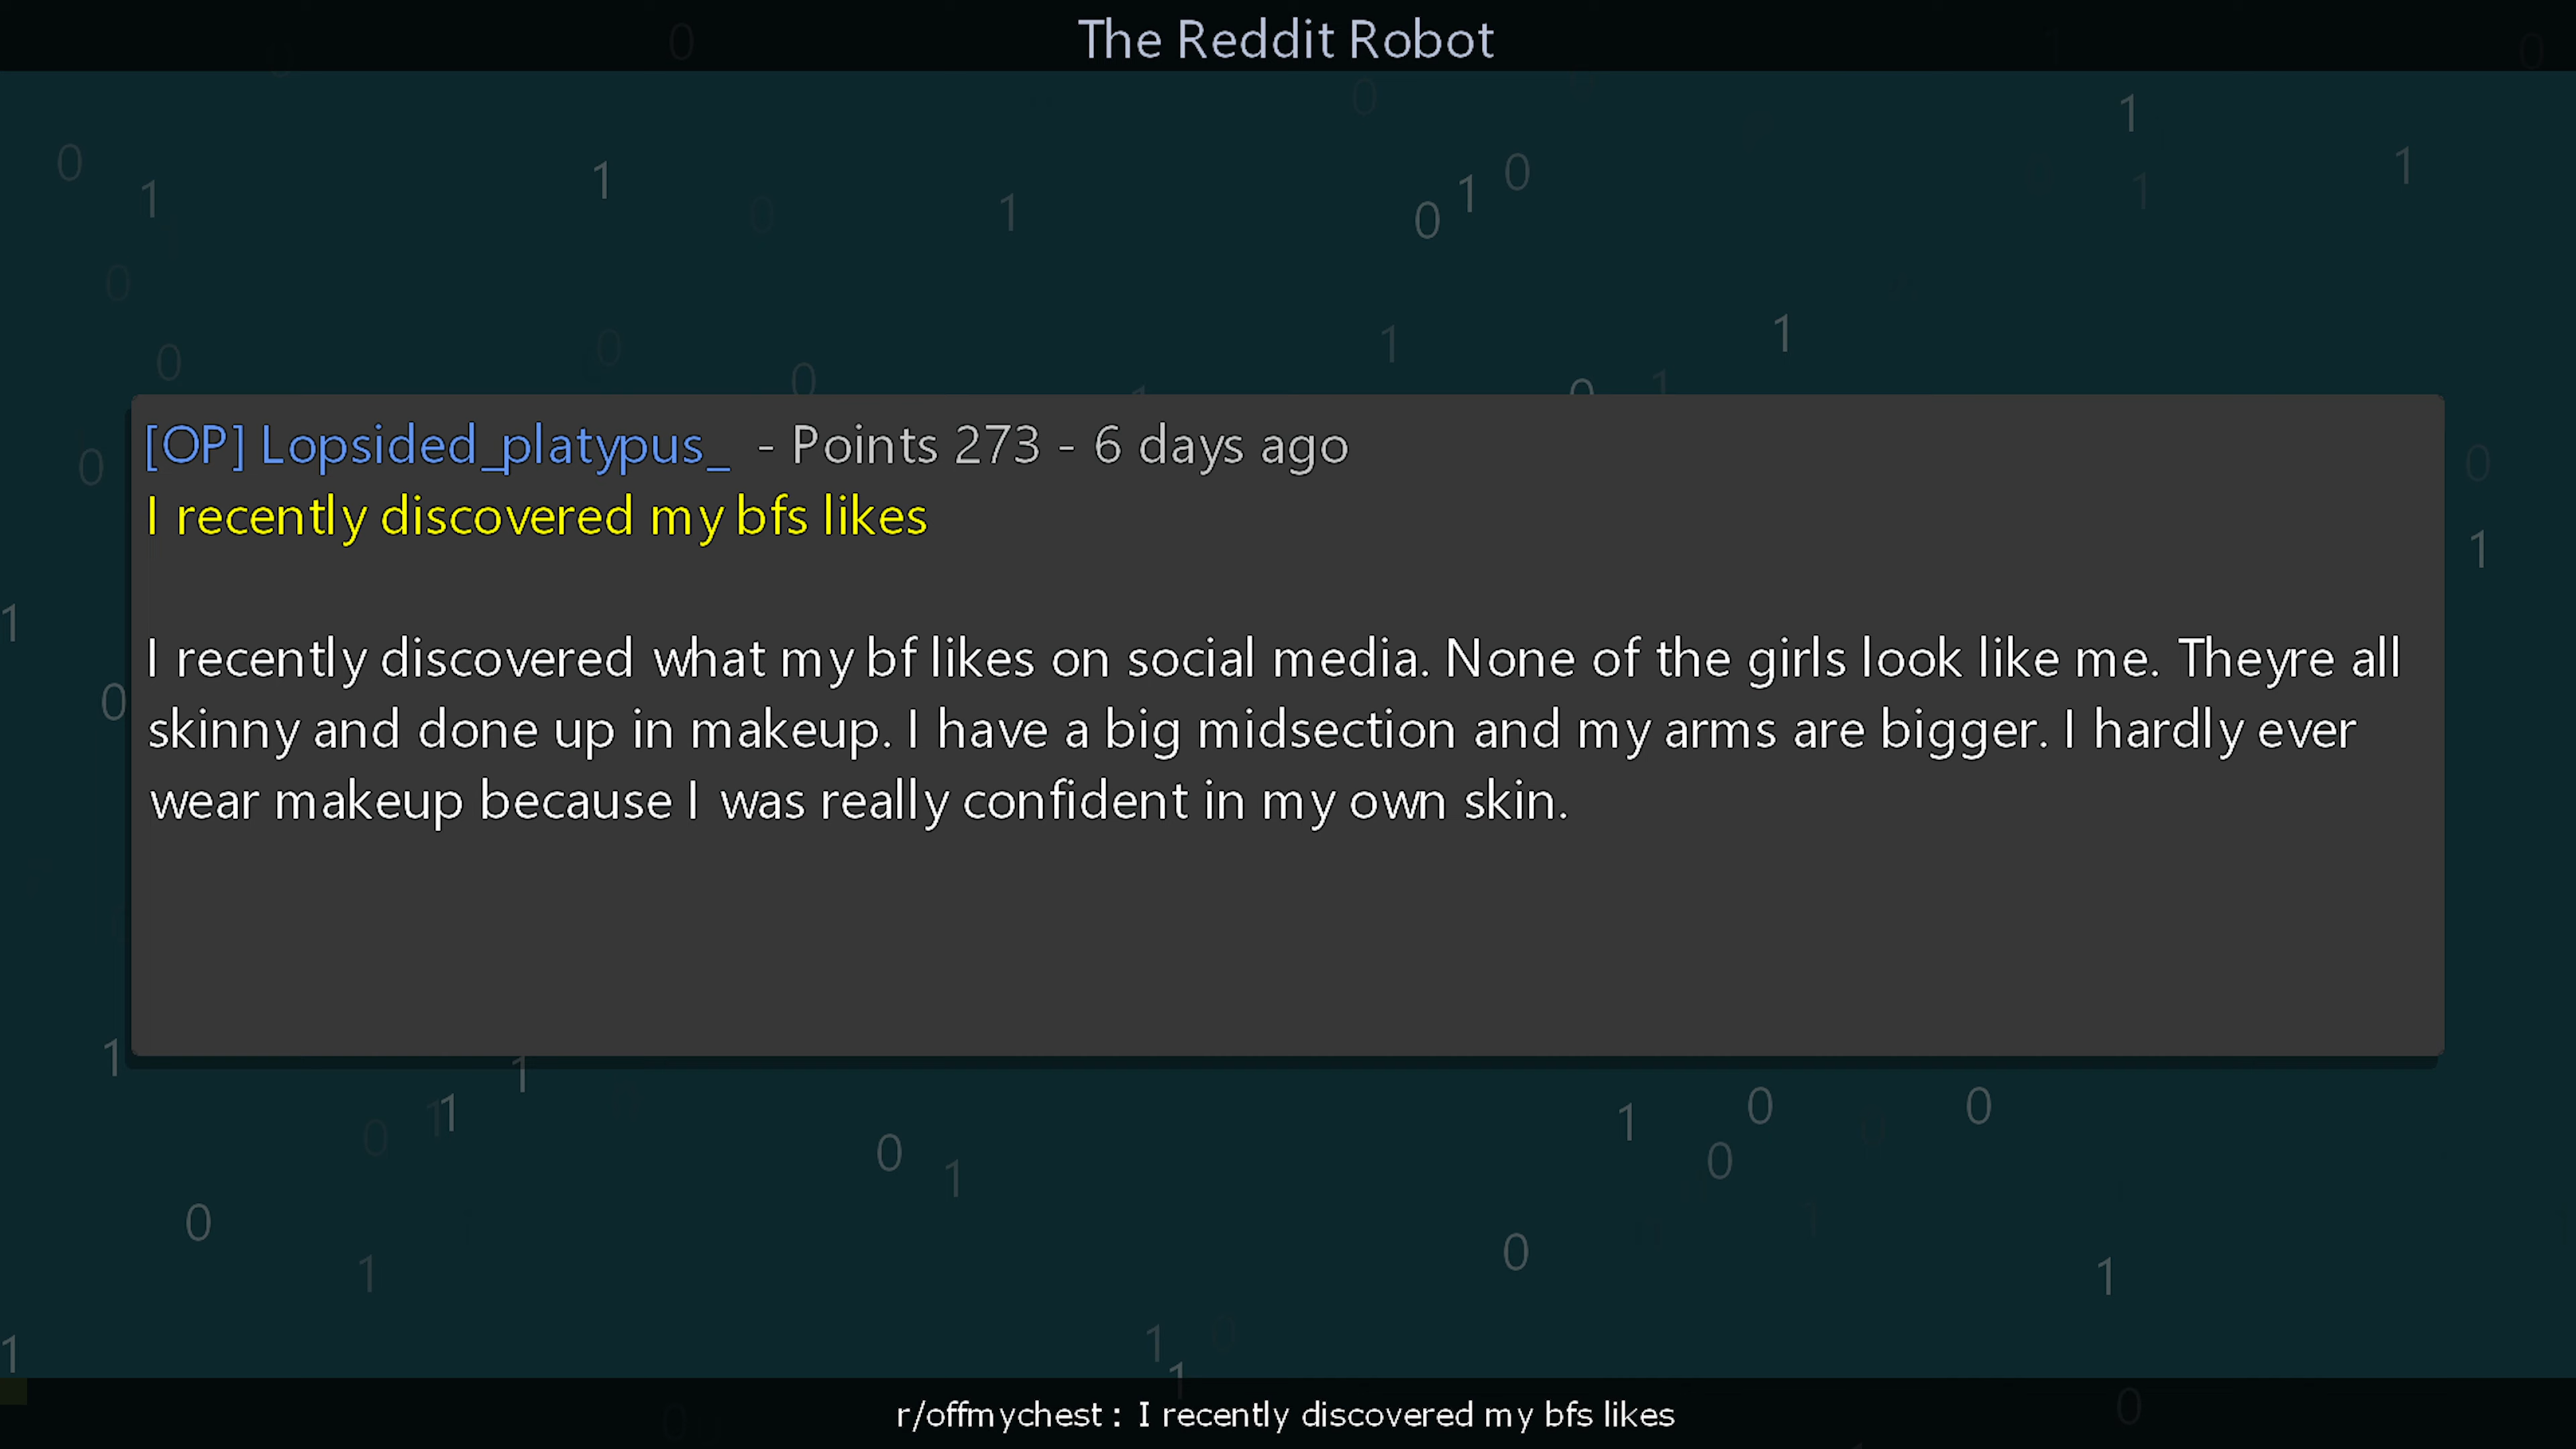 The Reddit Robot
[OP] Lopsided_platypus_ - Points 273 - 6 days ago
I recently discovered my bfs likes
I recently discovered what my bf likes on social media. None of the girls look like me. Theyre all
skinny and done up in makeup. I have a big midsection and my arms are bigger. I hardly ever
wear makeup because I was really confident in my own skin.
r/offmychest : I recently discovered my bfs likes